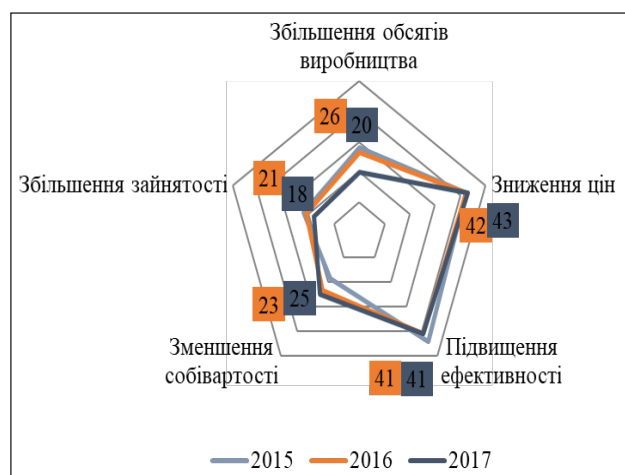 Збільшення обсягів
виробництва
26
20
Збільшення зайнятості
21
18
Зниження цін
42 43
23
25
Зменшення
собівартості
Підвищення
ефективності
41 41
2015 2016 2017